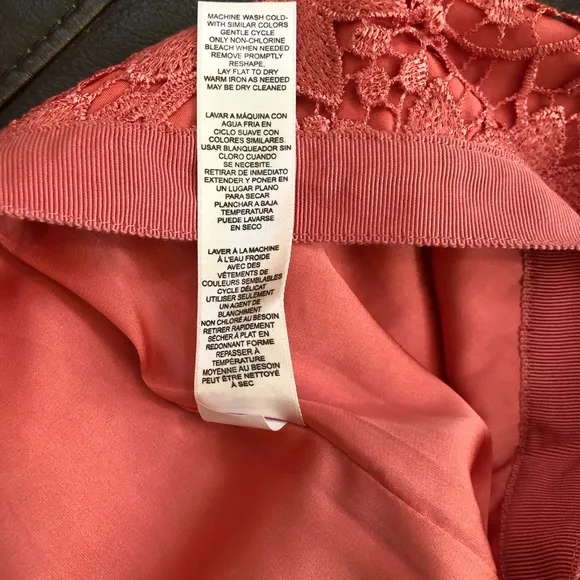 MACHINE WASH COLD-
WITH SIMILAR COLORS
GENTLE CYCLE
ONLY NON-CHLORINE
BLEACH WHEN NEEDED
REMOVE PROMPTLY
RESHAPE,
LAY FLAT TO DRY
WARM IRON AS NEEDED
MAY BE DRY CLEANED
LAVAR A MÁQUINA CON
AGUA FRIA EN
CICLO SUAVE CON
COLORES SIMILARES.
USAR BLANQUEADOR SIN
CLORO CUANDO
SE NECESITE.
RETIRAR DE INMEDIATO
EXTENDER Y PONER EN
UN LUGAR PLANO
PARA SECAR
PLANCHAR A BAJA
TEMPERATURA
PUEDE LAVARSE
EN SECO
LAVER À LA MACHINE
À L'EAU FROIDE
AVEC DES
VÊTEMENTS DE
COULEURS SEMBLABLES
CYCLE DÉLICAT
UTILISER SEULEMENT
UN AGENT DE
BLANCHIMENT
NON CHLORÉ AU BESOIN
RETIRER RAPIDEMENT
SÉCHER À PLAT EN
REDONNANT FORME
REPASSER À
TEMPÉRATURE
MOYENNE AU BESOIN
PEUT ÊTRE NETTOYÉ
À SEC